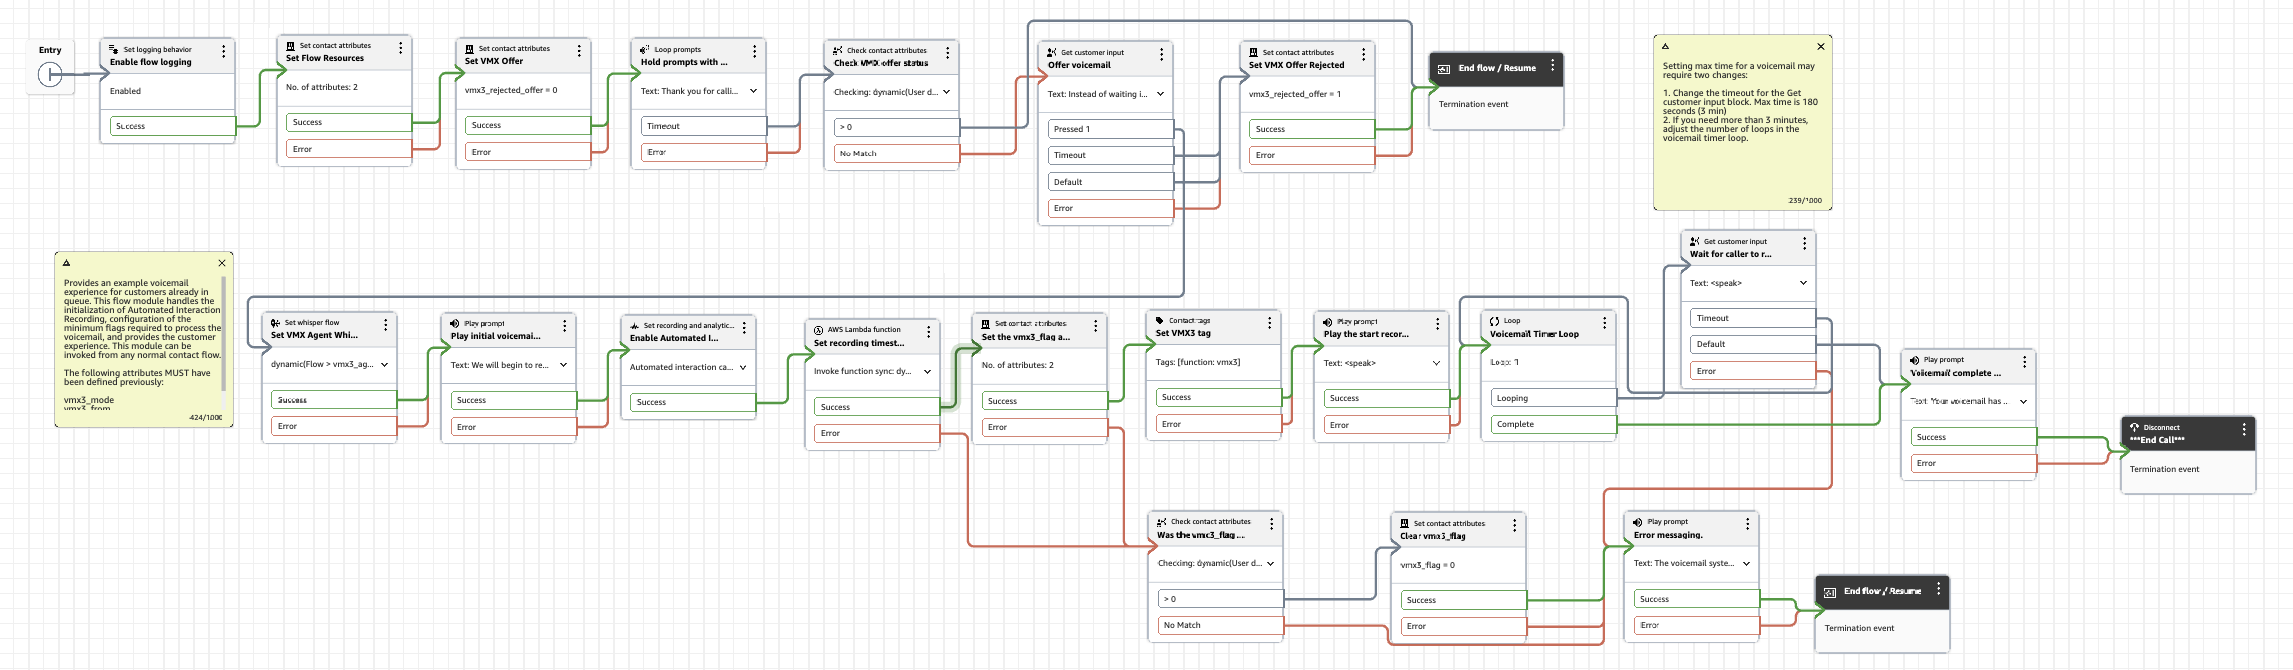 Entry
Set logging behavior
Enable flow logging
Enabled
Success
Set contact attributes
Set Flow Resources
No. of attributes: 2
Success
Error
Set contact attributes
Set VMX Offer
vmx3_rejected_offer = 0
Success
Error
Loop prompts
Hold prompts with ...
Text: Thank you for calli...
Timeout
Error
Check contact attributes
Check VMX offer status
Checking: dynamic(User d...
> 0
No Match
Get customer input
Offer voicemail
Text: Instead of waiting i...
Pressed 1
Timeout
Default
Error
Set contact attributes
Set VMX Offer Rejected
vmx3_rejected_offer = 1
Success
Error
End flow / Resume
Termination event
Setting max time for a voicemail may
require two changes:
1. Change the timeout for the Get
customer input block. Max time is 180
seconds (3 min)
2. If you need more than 3 minutes,
adjust the number of loops in the
voicemail timer loop.
239/1000
Provides an example voicemail
experience for customers already in
queue. This flow module handles the
initialization of Automated Interaction
Recording, configuration of the
minimum flags required to process the
voicemail, and provides the customer
experience. This module can be
invoked from any normal contact flow.
The following attributes MUST have
been defined previously:
vmx3_mode
vmx3_from
424/1000
Set whisper flow
Set VMX Agent Whi...
dynamic(Flow > vmx3_ag...
Success
Error
Play prompt
Play initial voicemai...
Text: We will begin to re...
Success
Error
Set recording and analytic...
Enable Automated I...
Automated interaction ca...
Success
AWS Lambda function
Set recording timest...
Invoke function sync: dy...
Success
Error
Set contact attributes
Set the vmx3_flag a...
No. of attributes: 2
Success
Error
Contact tags
Set VMX3 tag
Tags: [function: vmx3]
Success
Error
Play prompt
Play the start recor...
Text: <speak>
Success
Error
Loop
Voicemail Timer Loop
Loop: 1
Looping
Complete
Get customer input
Wait for caller to r...
Text: <speak>
Timeout
Default
Error
Play prompt
Voicemail complete ...
Text: Your voicemail has ...
Success
Error
Disconnect
***End Call***
Termination event
Check contact attributes
Was the vmx3_flag ...
Checking: dynamic(User d...
> 0
No Match
Set contact attributes
Clear vmx3_flag
vmx3_flag = 0
Success
Error
Play prompt
Error messaging.
Text: The voicemail syste...
Success
Error
End flow / Resume
Termination event